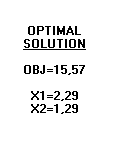 OPTIMAL
SOLUTION
OBJ=15,57
X1=2,29
X2=1,29